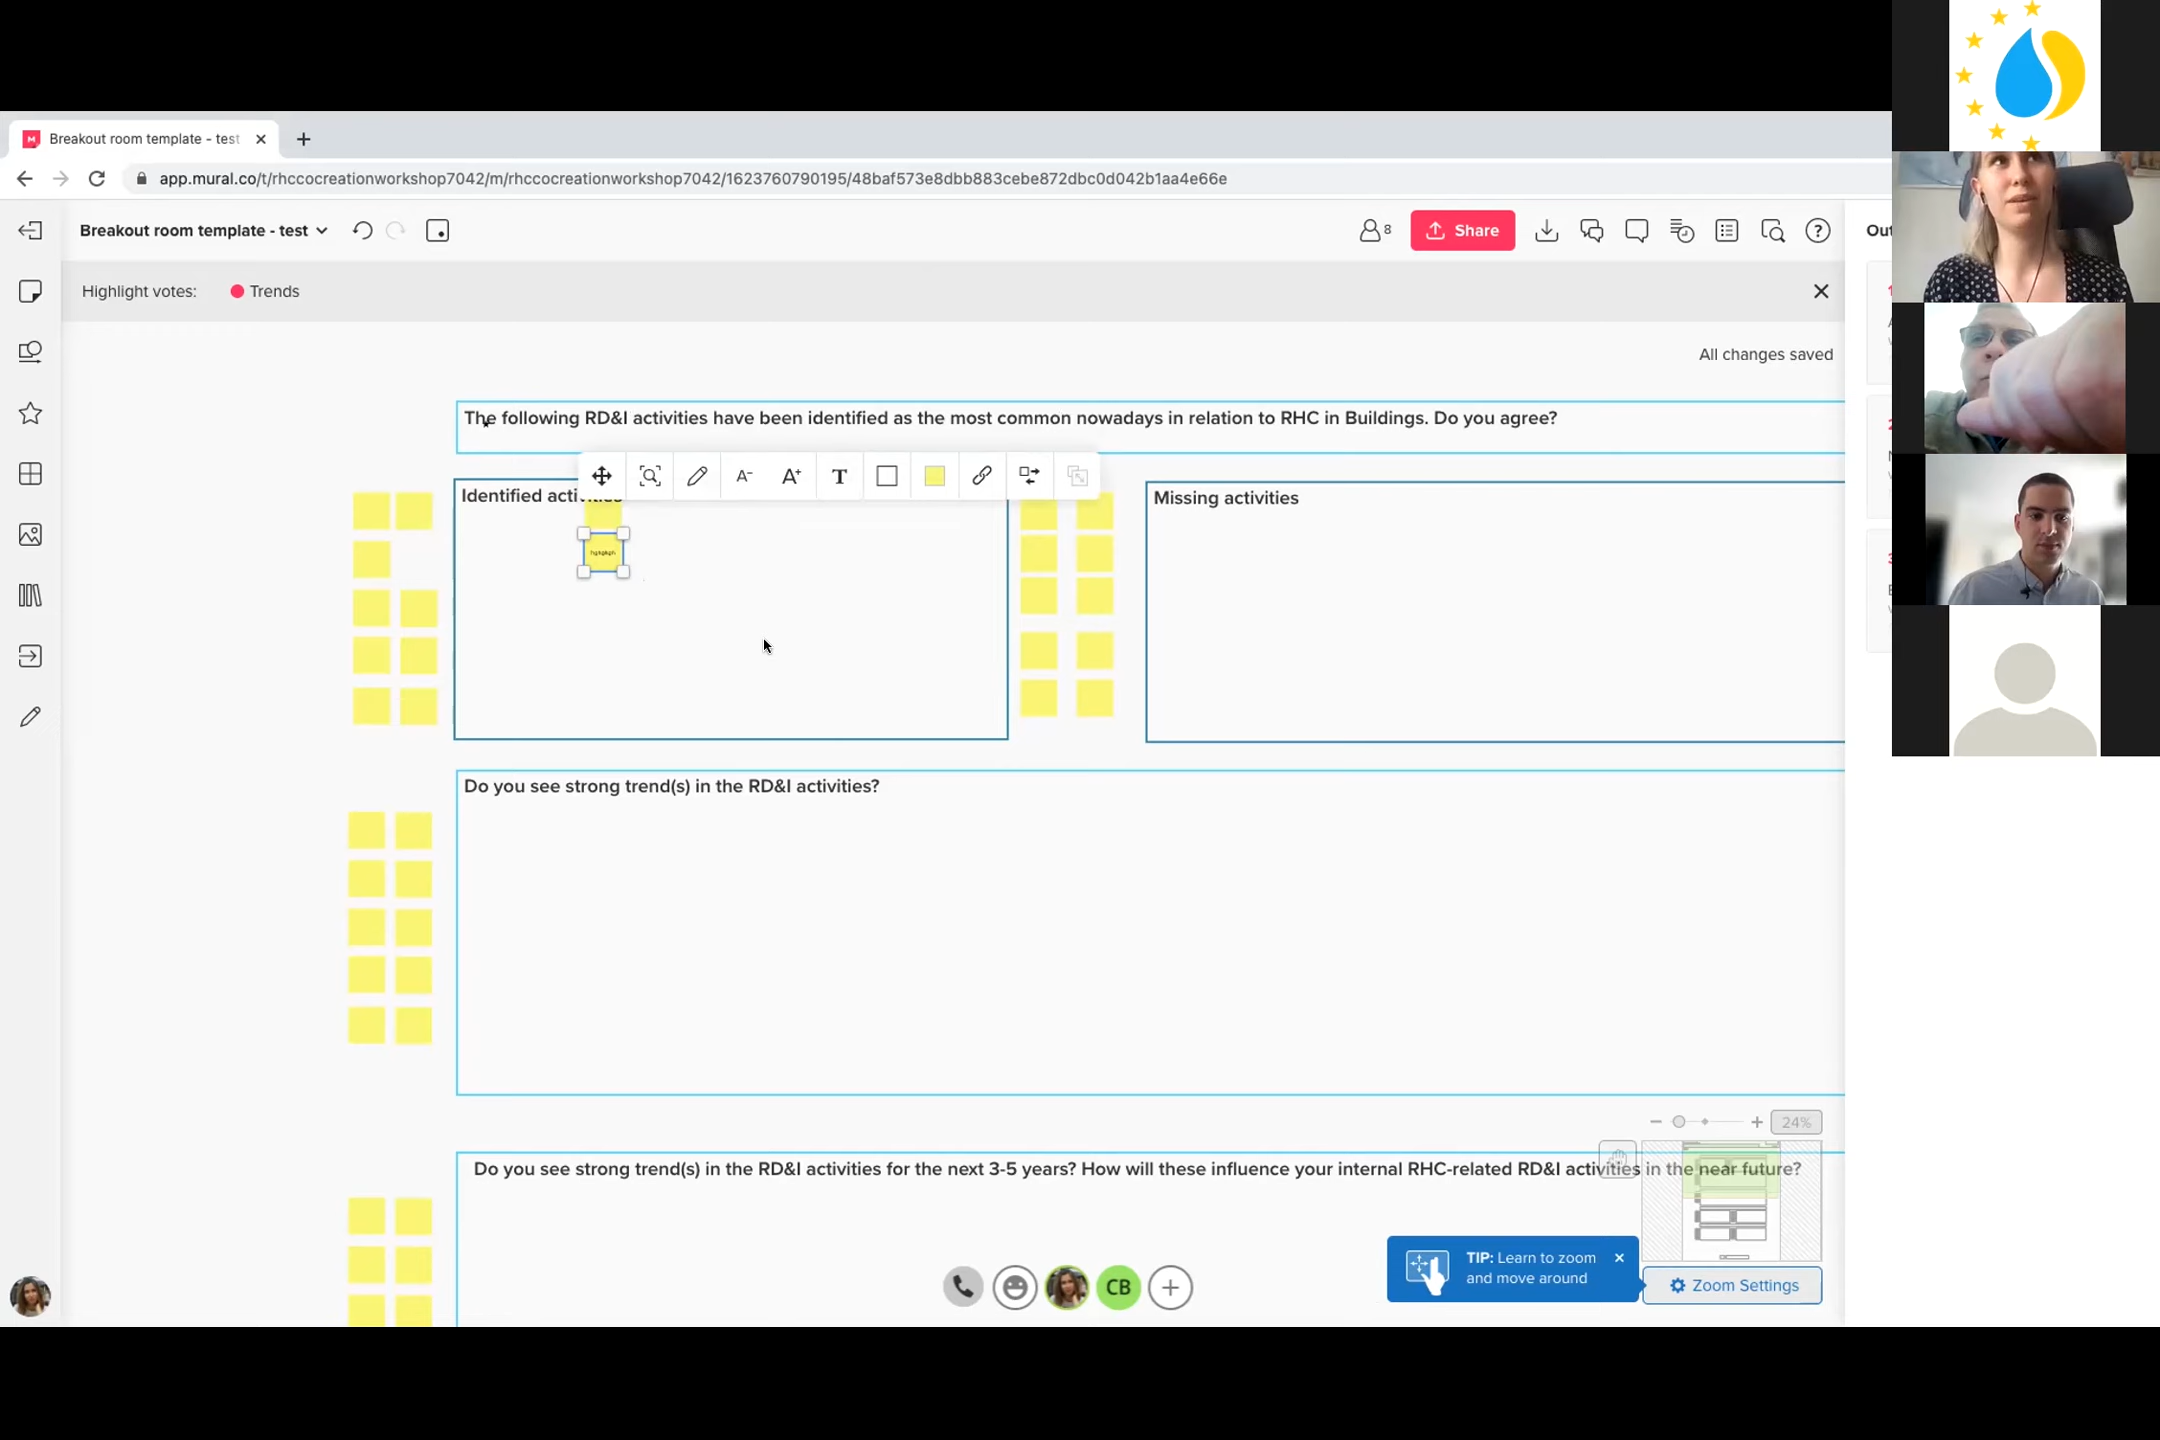 Breakout room template - test
app.mural.co/t/rhccocreationworkshop7042/m/rhccocreationworkshop7042/1623760790195/48baf573e8dbb883cebe872dbc0d042b1aa4e66e
Breakout room template - test
8
Share
Out
Highlight votes:
Trends
All changes saved
The following RD&I activities have been identified as the most common nowadays in relation to RHC in Buildings. Do you agree?
A-
A+
T
Identified activities
Missing activities
Do you see strong trend(s) in the RD&I activities?
24%
Do you see strong trend(s) in the RD&I activities for the next 3-5 years? How will these influence your internal RHC-related RD&I activities in the near future?
TIP: Learn to zoom
and move around
CB
Zoom Settings